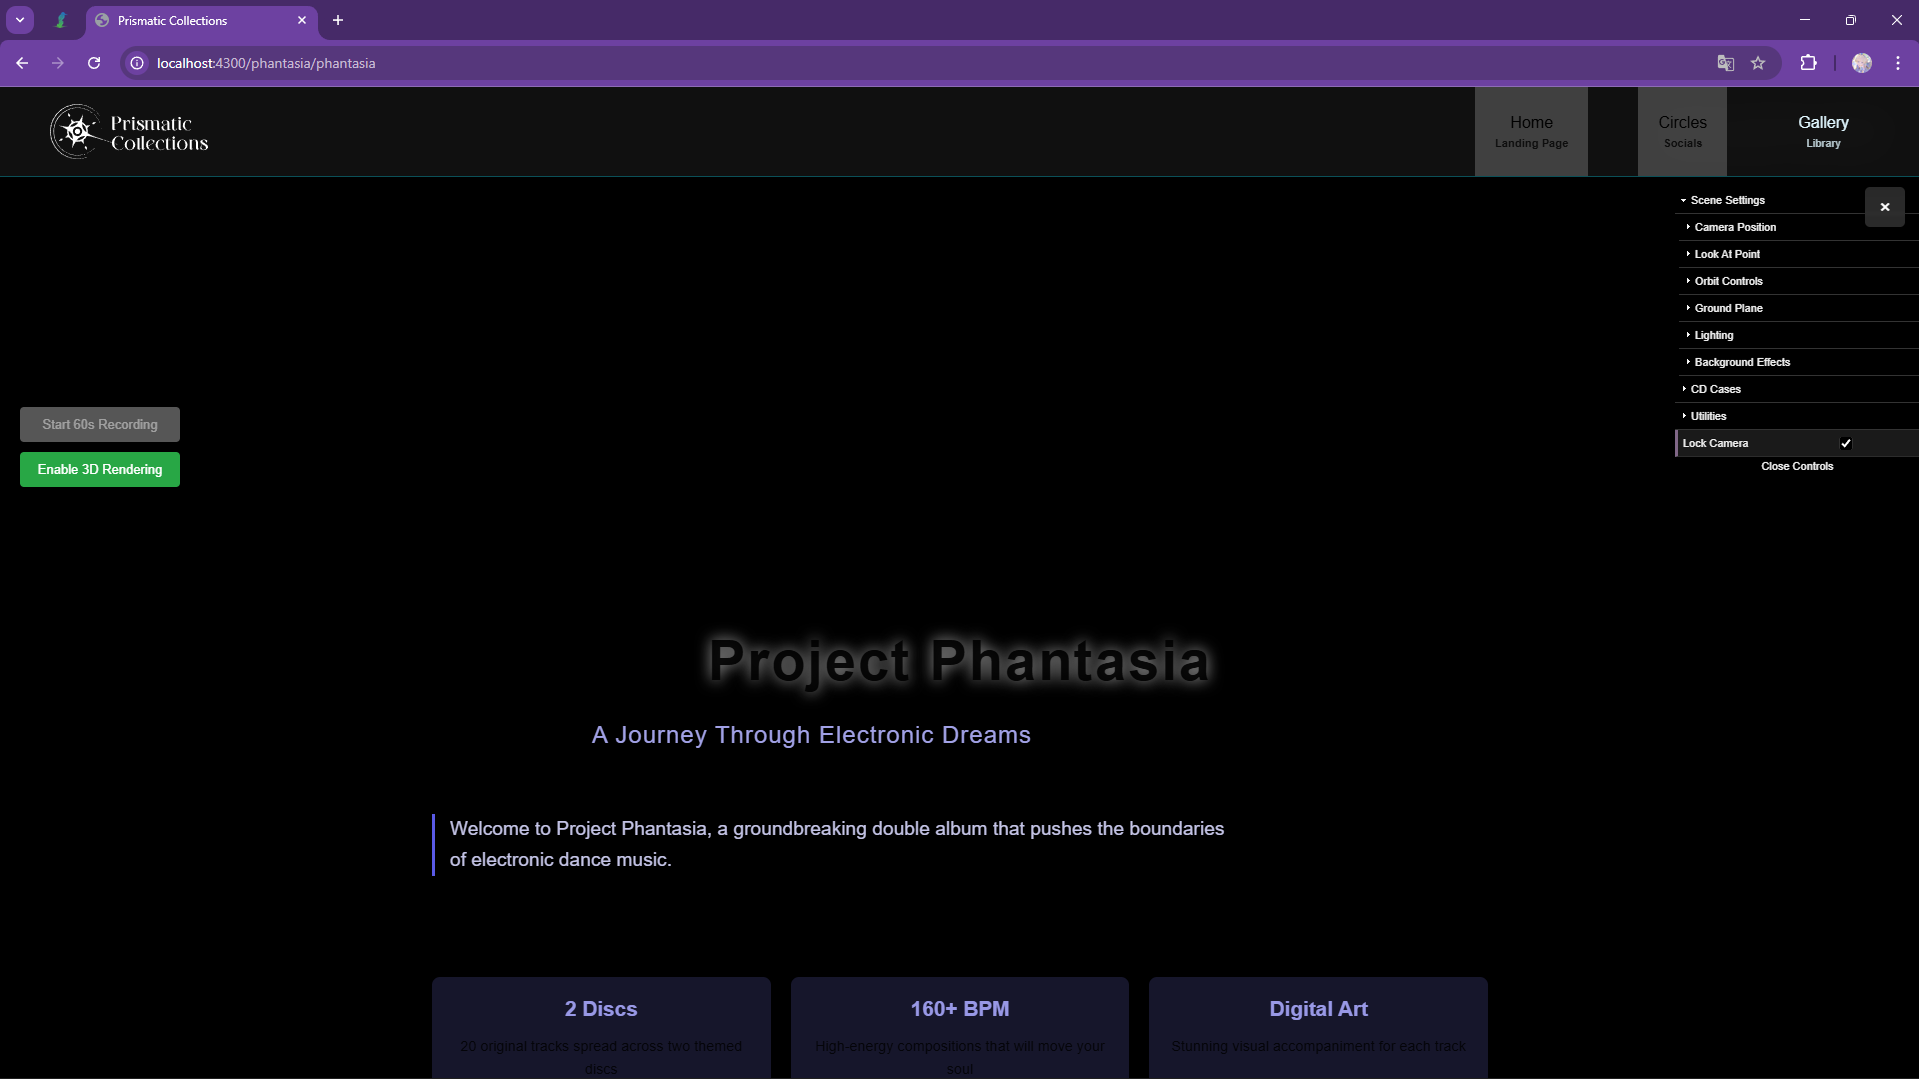 Prismatic Collections
localhost:4300/phantasia/phantasia
Prismatic
Collections
Home
Landing Page
Circles
Socials
Gallery
Library
Scene Settings
Camera Position
Look At Point
Orbit Controls
Ground Plane
Lighting
Background Effects
CD Cases
Utilities
Lock Camera
Close Controls
Start 60s Recording
Enable 3D Rendering
Project Phantasia
A Journey Through Electronic Dreams
Welcome to Project Phantasia, a groundbreaking double album that pushes the boundaries
of electronic dance music.
2 Discs
20 original tracks spread across two themed
discs
160+ BPM
High-energy compositions that will move your
soul
Digital Art
Stunning visual accompaniment for each track